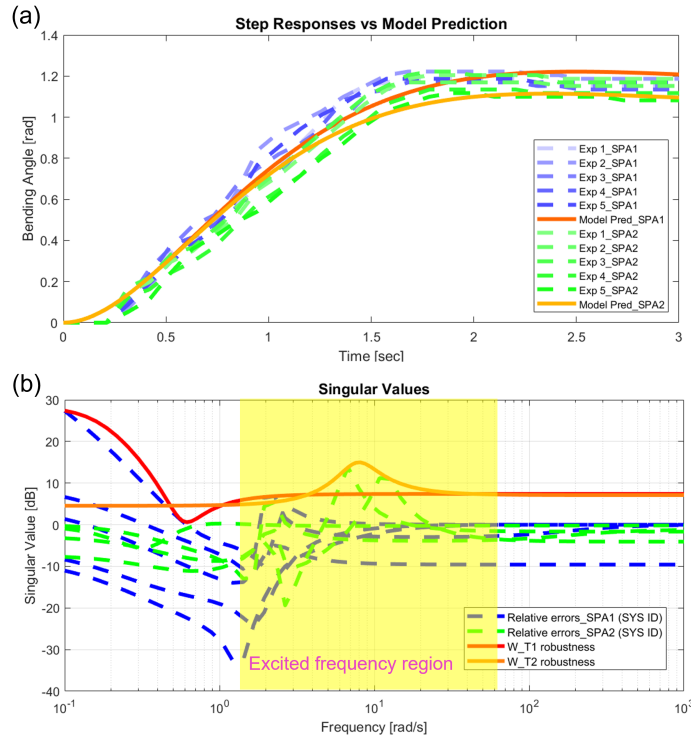 (a)
Step Responses vs Model Prediction
1.4
1.2
1
0.8
0.6
0.4
0.2
0
Bending Angle [rad]
Exp 1_SPA1
Exp 2_SPA1
Exp 3_SPA1
Exp 4_SPA1
Exp 5_SPA1
Model Pred_SPA1
Exp 1_SPA2
Exp 2_SPA2
Exp 3_SPA2
Exp 4_SPA2
Exp 5_SPA2
Model Pred_SPA2
0 0.5 1 1.5 2 2.5 3
Time [sec]
(b)
Singular Values
30
20
10
0
-10
-20
-30
-40
Singular Value [dB]
Relative errors_SPA1 (SYS ID)
Relative errors_SPA2 (SYS ID)
W_T1 robustness
W_T2 robustness
Excited frequency region
10-1 100 101 102 103
Frequency [rad/s]